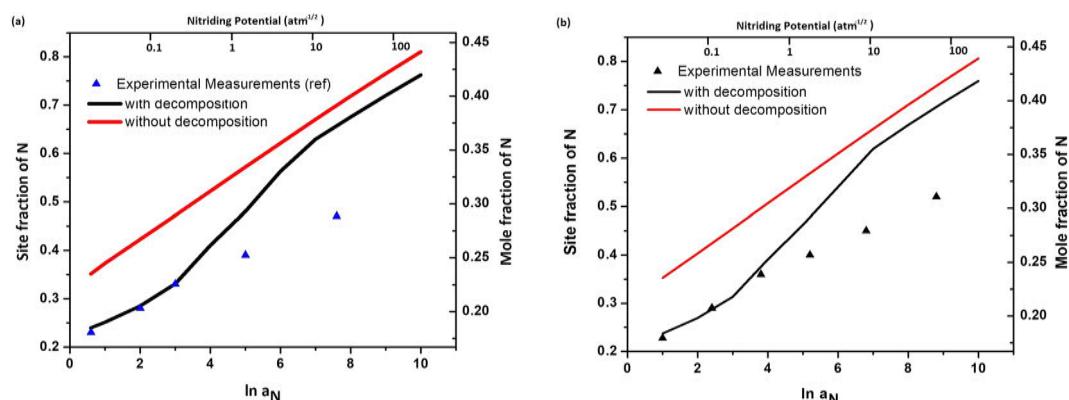 (a)
Nitriding Potential (atm^1/2)
0.1 1 10 100
0.8
0.7
0.6
0.5
0.4
0.3
0.2
Site fraction of N
Experimental Measurements (ref)
with decomposition
without decomposition
0.45
0.40
0.35
0.30
0.25
0.20
Mole fraction of N
0 2 4 6 8 10
ln aN
(b)
Nitriding Potential (atm^1/2)
0.1 1 10 100
0.8
0.7
0.6
0.5
0.4
0.3
0.2
Site fraction of N
Experimental Measurements
with decomposition
without decomposition
0.45
0.40
0.35
0.30
0.25
0.20
Mole fraction of N
0 2 4 6 8 10
ln aN